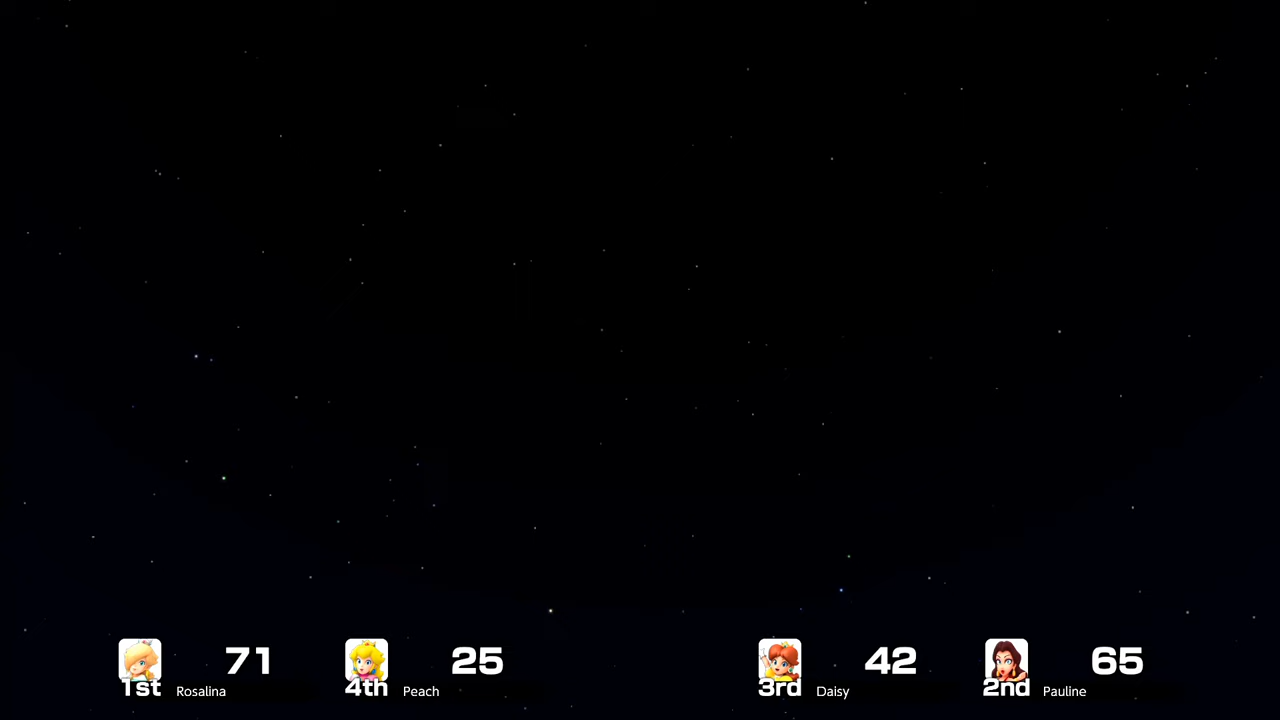 71
1st Rosalina
25
4th Peach
42
3rd Daisy
65
2nd Pauline